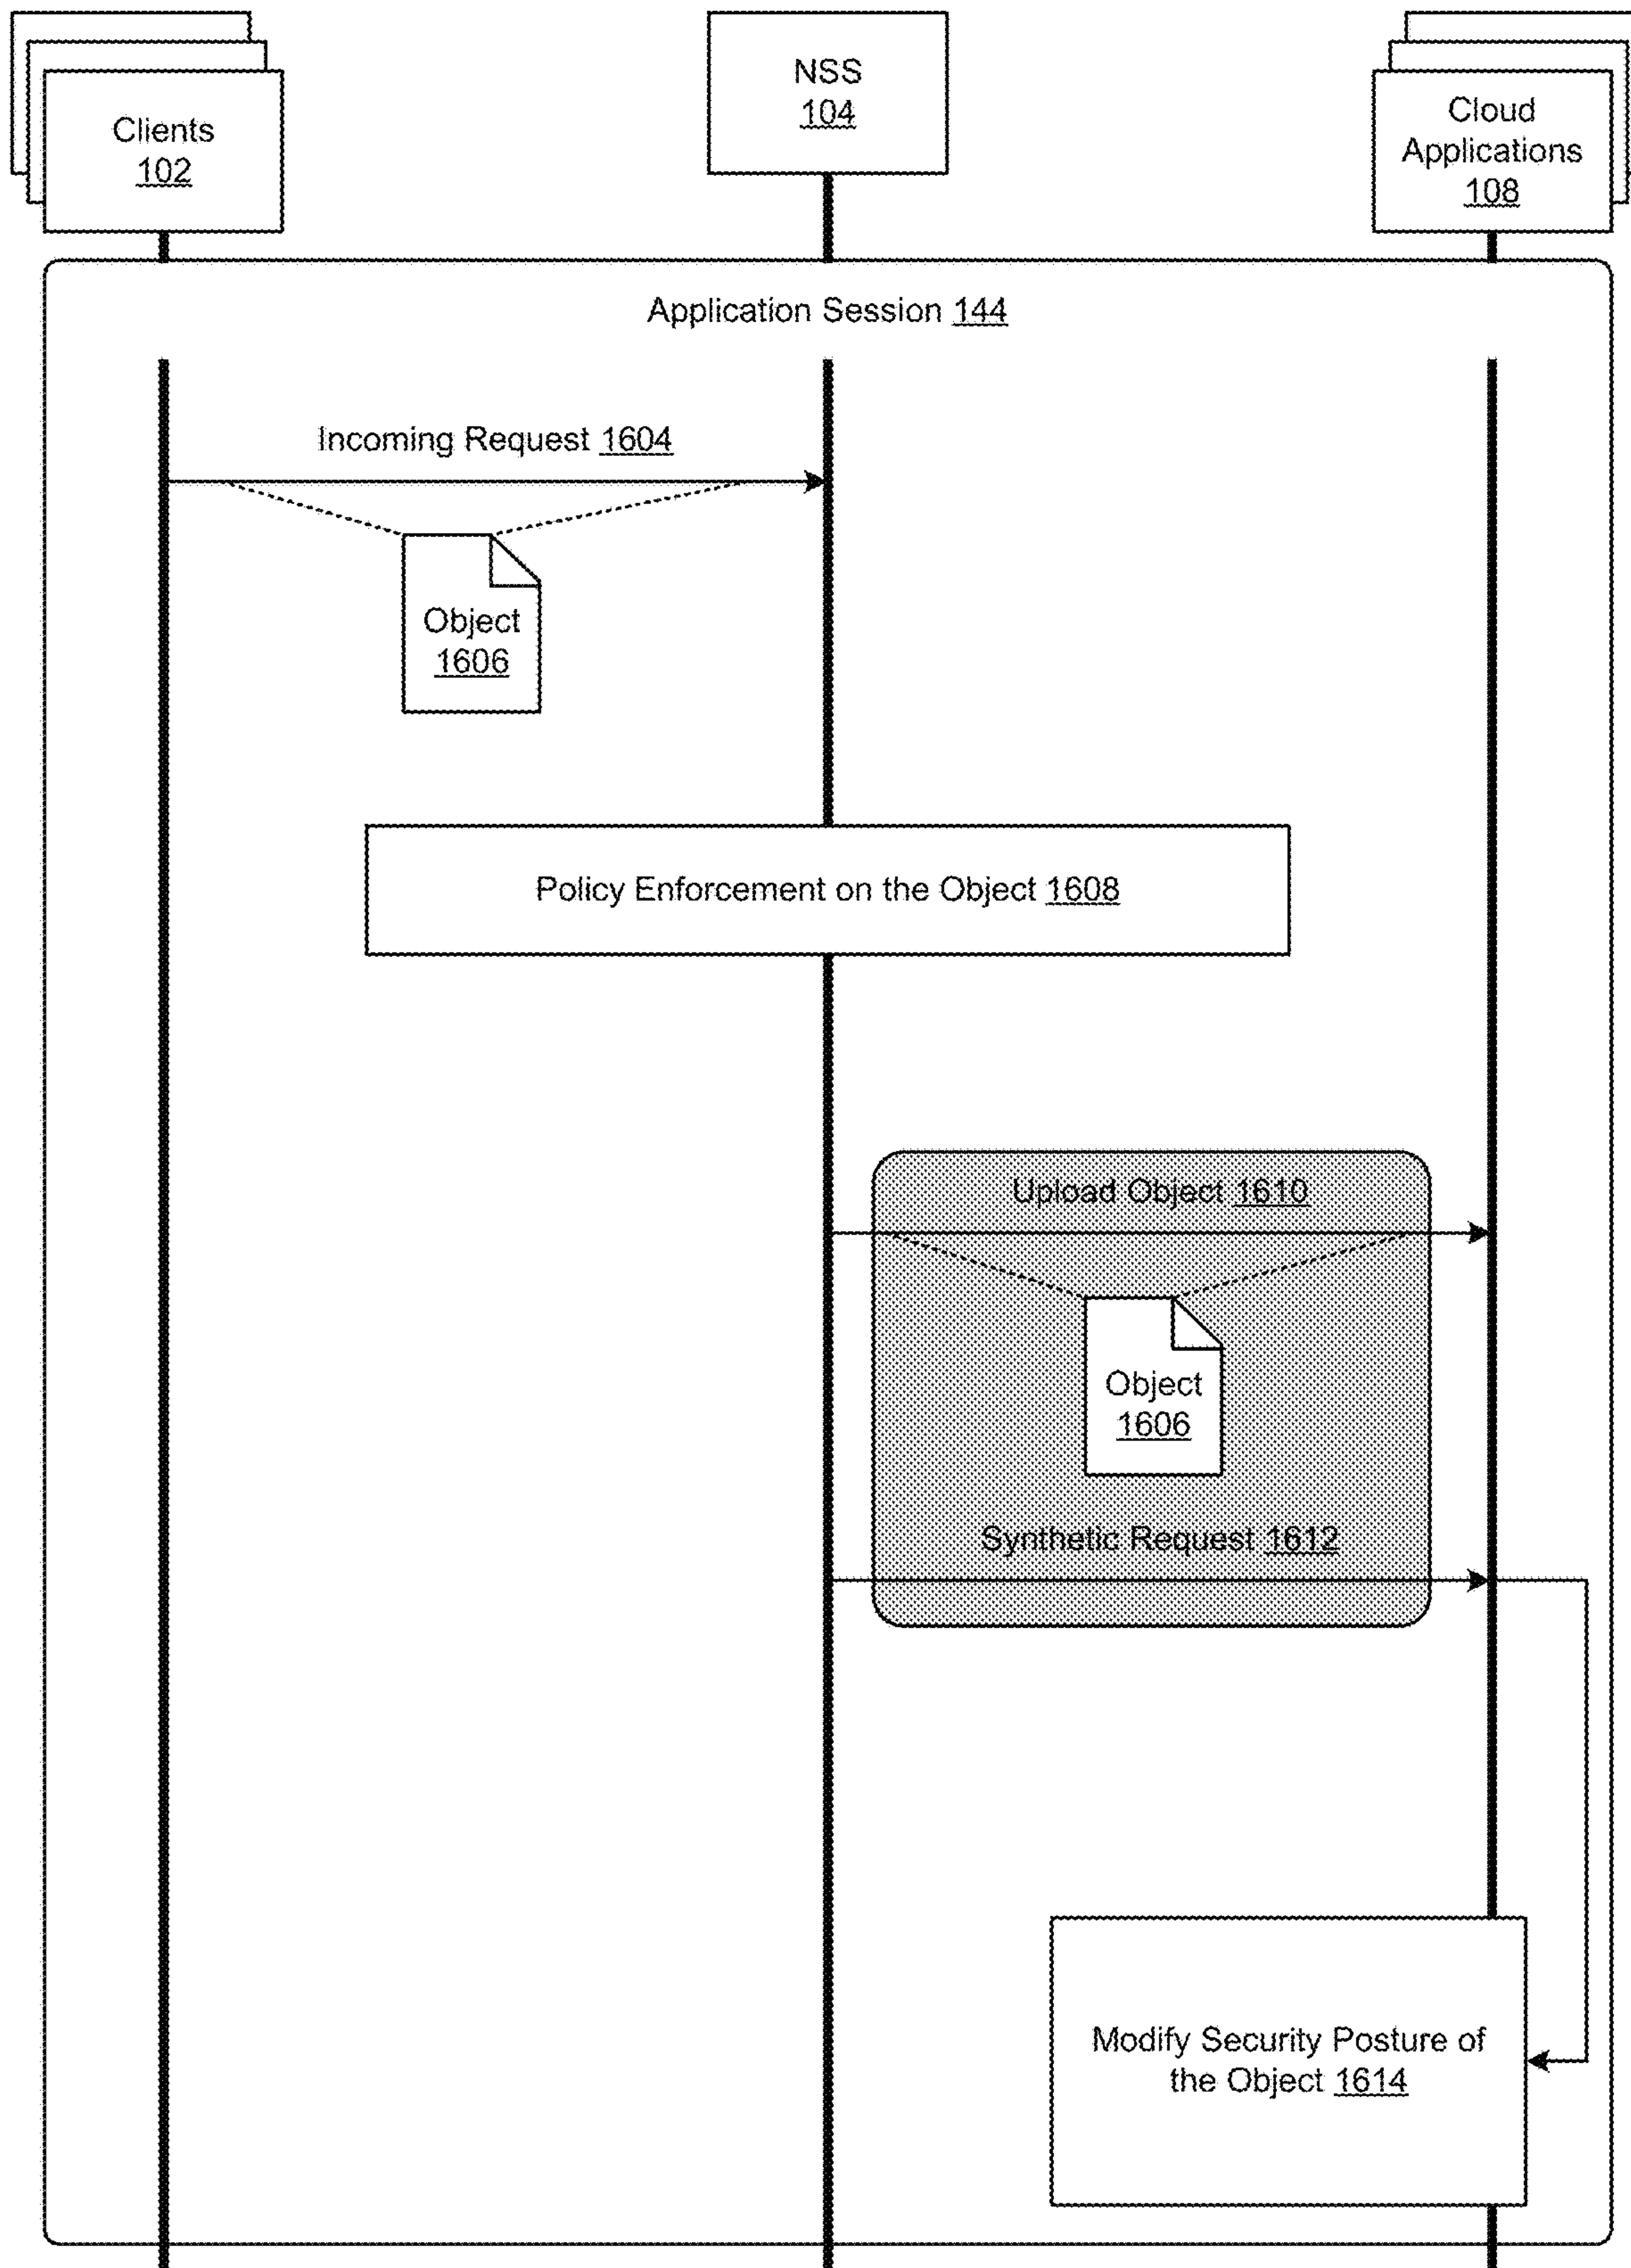 Clients
102
NSS
104
Cloud
Applications
108
Application Session 144
Incoming Request 1604
Object
1606
Policy Enforcement on the Object 1608
Upload Object 1610
Object
1606
Synthetic Request 1612
Modify Security Posture of
the Object 1614